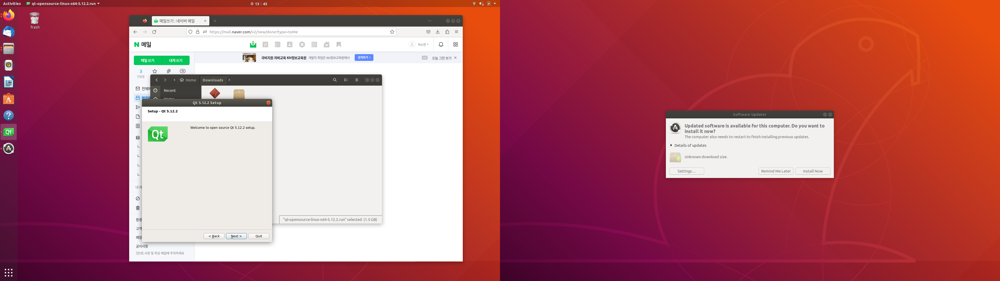 Activities
qt-opensource-linux-x64-5.12.2.run
수 13 : 45
Trash
메일쓰기 : 네이버 메일
https://mail.naver.com/v2/new/done?type=toMe
N 메일
31
허소연
국비지원 자바교육 KH정보교육원
개발자 취업은 KH정보교육원에서
문의하기 >
AD
오늘 그만 보기
메일 쓰기
내게 쓰기
3
안읽음
TO
Home
Downloads
전체메
Recent
받은메
Home
Qt 5.12.2 Setup
Setup - Qt 5.12.2
Welcome to open source Qt 5.12.2 setup.
Qt
Qt
내 메
환경
고객
메일
"qt-opensource-linux-x64-5.12.2.run" selected (1.5 GB)
< Back
Next >
Quit
공지사항
[안내] 사칭 및 피싱 메일에 주의하세요
Software Updater
Updated software is available for this computer. Do you want to
install it now?
The computer also needs to restart to finish installing previous updates.
Details of updates
Unknown download size.
Settings...
Remind Me Later
Install Now